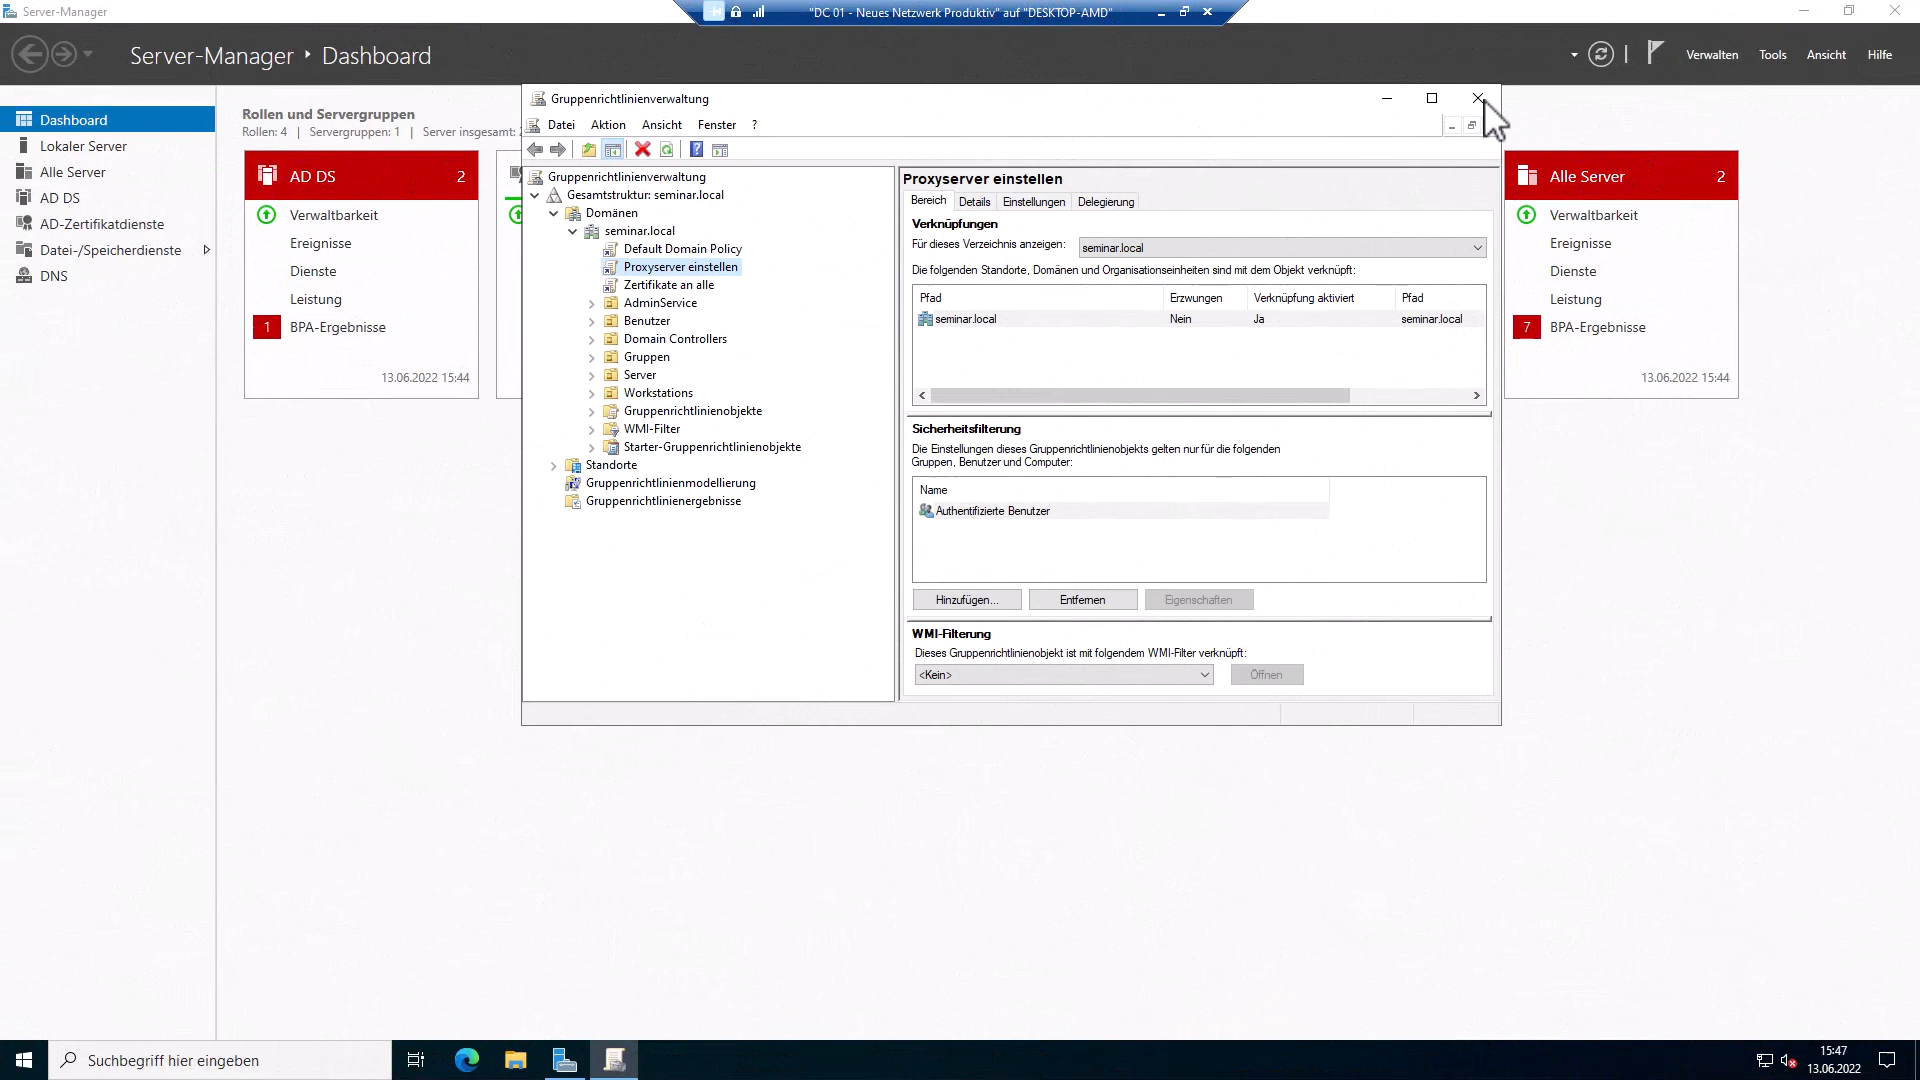 Server-Manager
"DC 01 - Neues Netzwerk Produktiv" auf "DESKTOP-AMD"
Server-Manager ‣ Dashboard
Verwalten Tools Ansicht Hilfe
Dashboard
Lokaler Server
Alle Server
AD DS
AD-Zertifikatdienste
Datei-/Speicherdienste
DNS
Rollen und Servergruppen
Rollen: 4 | Servergruppen: 1 | Server insgesamt:
AD DS 2
Verwaltbarkeit
Ereignisse
Dienste
Leistung
1 BPA-Ergebnisse
13.06.2022 15:44
Gruppenrichtlinienverwaltung
Datei Aktion Ansicht Fenster ?
Gruppenrichtlinienverwaltung
Gesamtstruktur: seminar.local
Domänen
seminar.local
Default Domain Policy
Proxyserver einstellen
Zertifikate an alle
AdminService
Benutzer
Domain Controllers
Gruppen
Server
Workstations
Gruppenrichtlinienobjekte
WMI-Filter
Starter-Gruppenrichtlinienobjekte
Standorte
Gruppenrichtlinienmodellierung
Gruppenrichtlinienergebnisse
Proxyserver einstellen
Bereich Details Einstellungen Delegierung
Verknüpfungen
Für dieses Verzeichnis anzeigen: seminar.local
Die folgenden Standorte, Domänen und Organisationseinheiten sind mit dem Objekt verknüpft:
Pfad Erzwungen Verknüpfung aktiviert Pfad
seminar.local Nein Ja seminar.local
Sicherheitsfilterung
Die Einstellungen dieses Gruppenrichtlinienobjekts gelten nur für die folgenden
Gruppen, Benutzer und Computer:
Name
Authentifizierte Benutzer
Hinzufügen... Entfernen Eigenschaften
WMI-Filterung
Dieses Gruppenrichtlinienobjekt ist mit folgendem WMI-Filter verknüpft:
<Kein> Öffnen
Alle Server 2
Verwaltbarkeit
Ereignisse
Dienste
Leistung
7 BPA-Ergebnisse
13.06.2022 15:44
Suchbegriff hier eingeben
15:47
13.06.2022